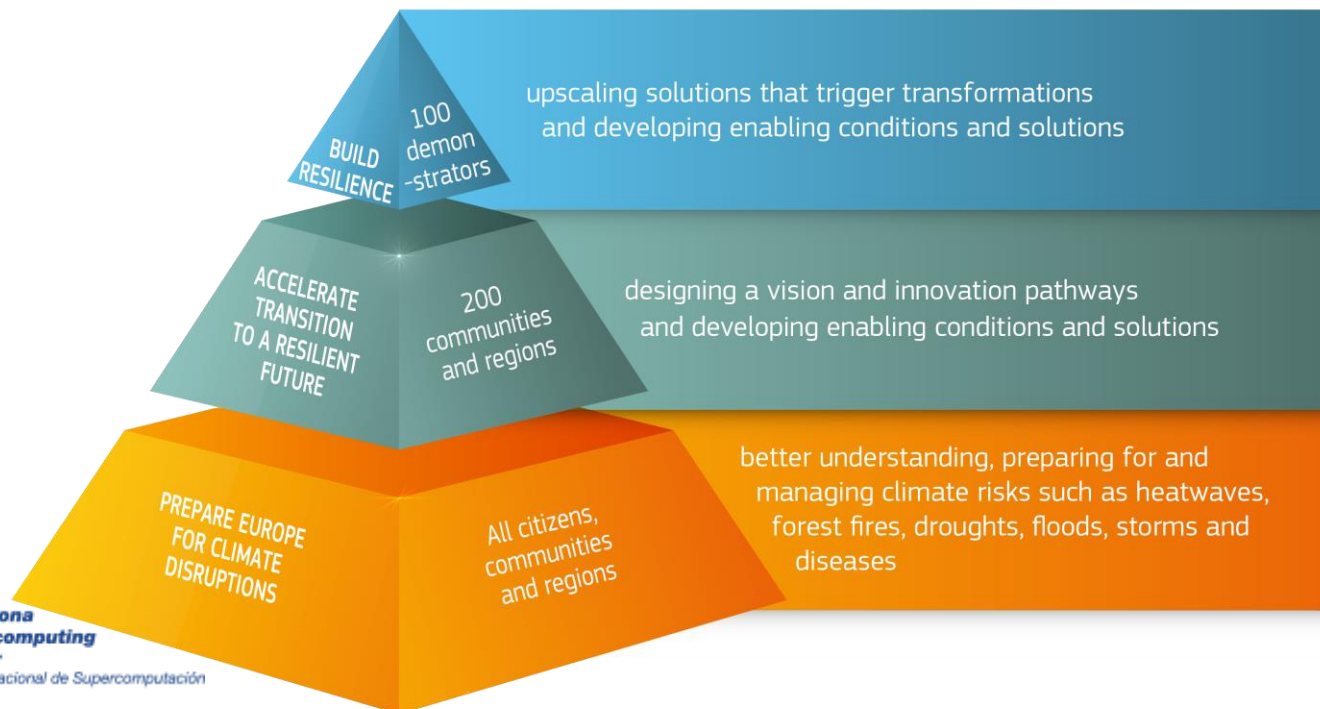 BUILD
RESILIENCE
100
demon
-strators
upscaling solutions that trigger transformations
and developing enabling conditions and solutions
ACCELERATE
TRANSITION
TO A RESILIENT
FUTURE
200
communities
and regions
designing a vision and innovation pathways
and developing enabling conditions and solutions
PREPARE EUROPE
FOR CLIMATE
DISRUPTIONS
All citizens,
communities
and regions
better understanding, preparing for and
managing climate risks such as heatwaves,
forest fires, droughts, floods, storms and
diseases
ona
computing
acional de Supercomputación